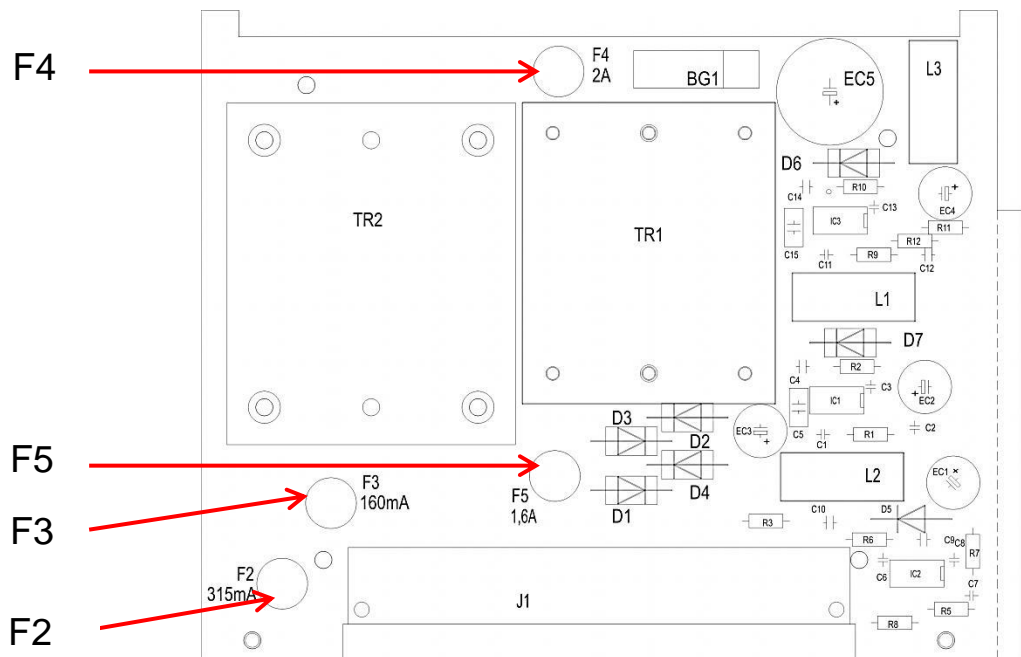 F4
F4
2A
BG1
EC5
L3
D6
C14
R10
C13
EC4
IC3
R11
C15
R12
C11
R9
C12
TR2
TR1
L1
D7
C4
R2
C3
IC1
EC2
C5
C1
R1
C2
D3
D2
EC3
F5
F5
1,6A
D4
D1
L2
EC1
F3
F3
160mA
R3
C10
D5
R6
C9
C8
R7
F2
F2
315mA
J1
C6
IC2
C7
R5
R8